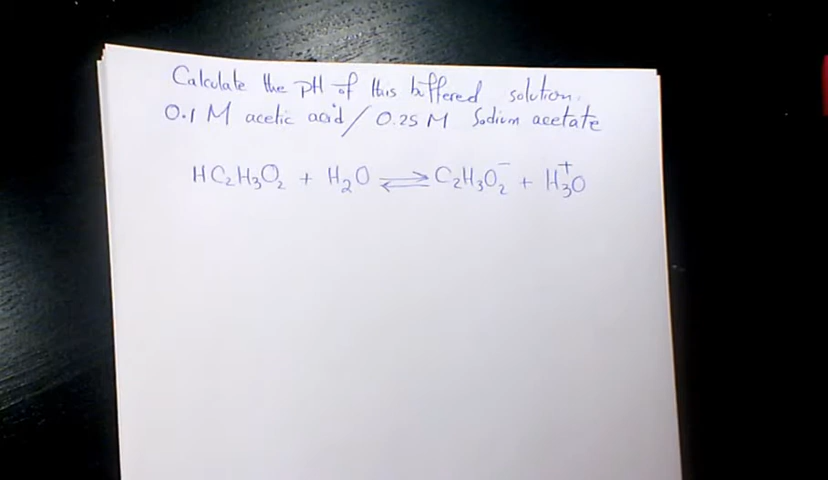 Calculate the pH of this buffered solution.
0.1 M acetic acid / 0.25 M Sodium acetate
HC₂H₃O₂ + H₂O ⇌ C₂H₃O₂⁻ + H₃O⁺